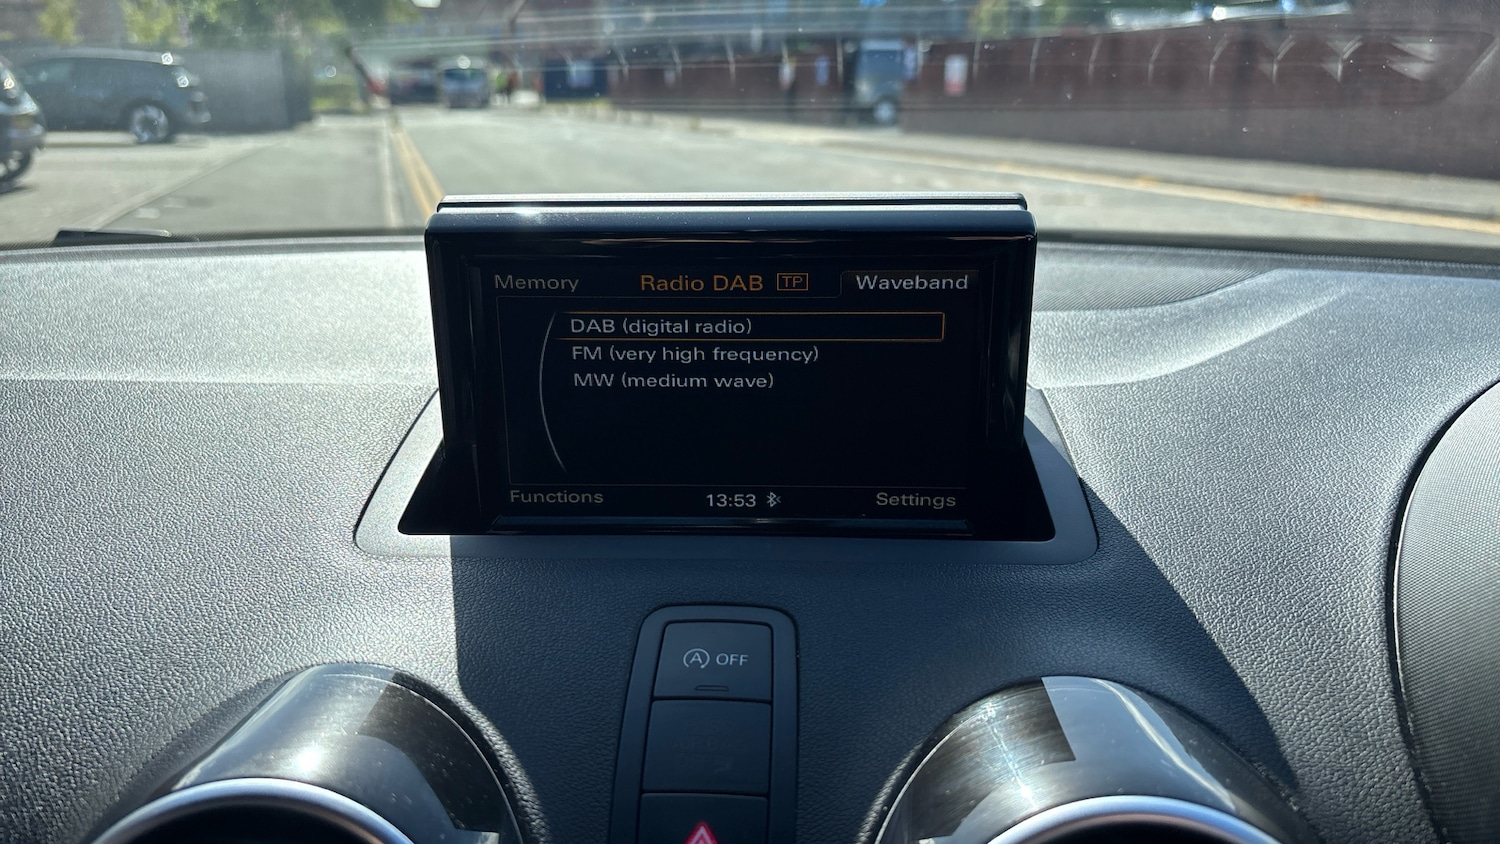 Memory Radio DAB TP Waveband
DAB (digital radio)
FM (very high frequency)
MW (medium wave)
Functions 13:53 Settings
A OFF